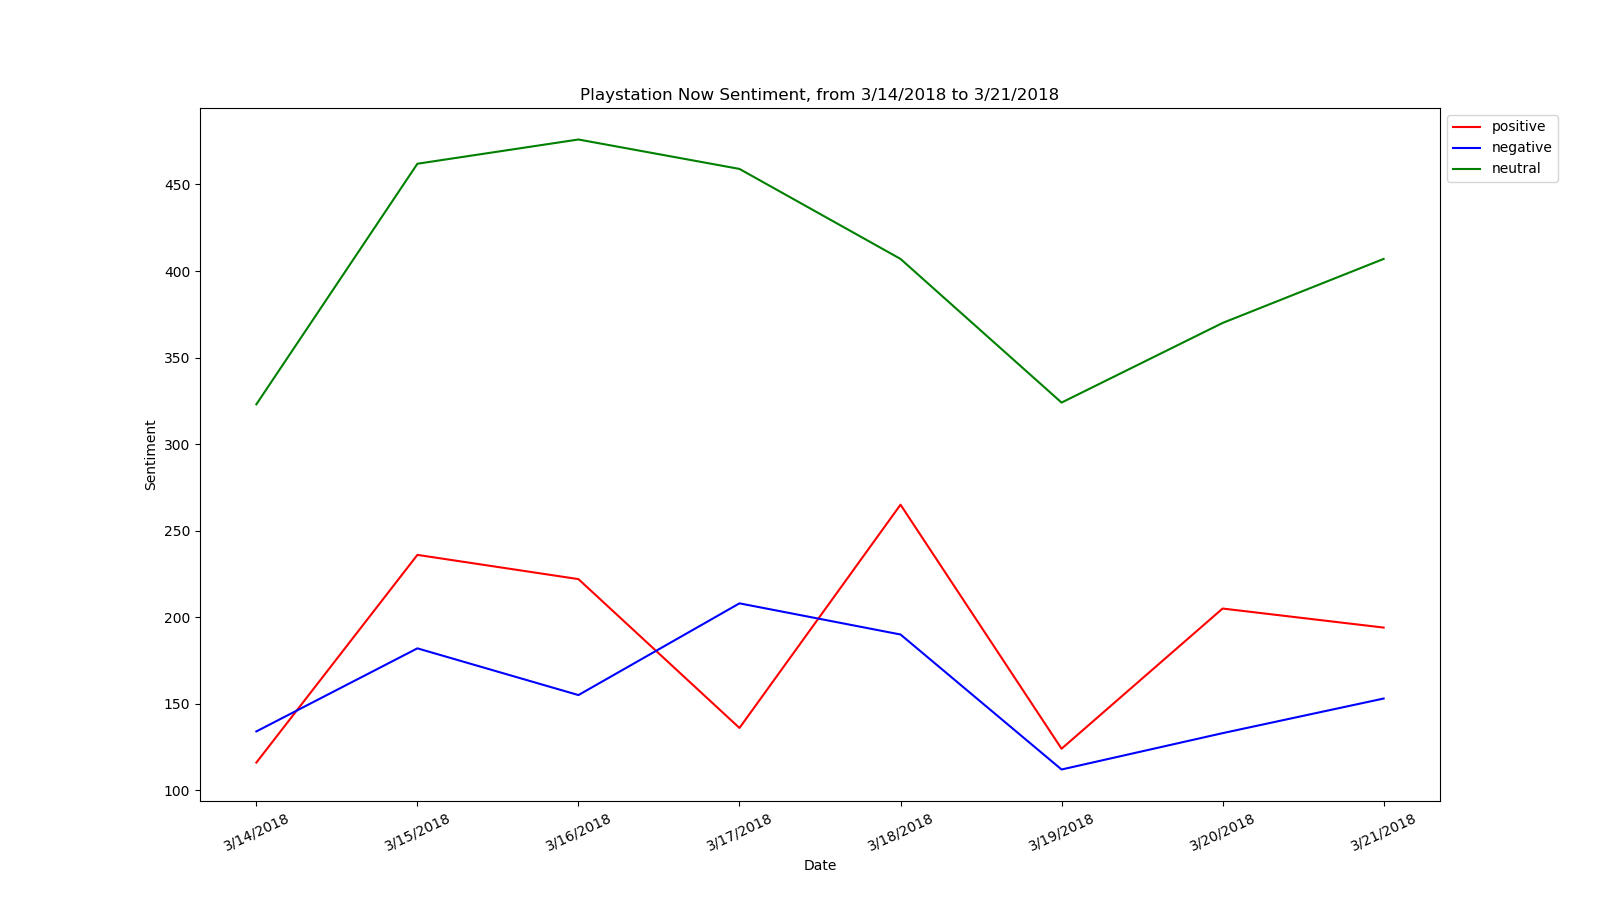 Playstation Now Sentiment, from 3/14/2018 to 3/21/2018
positive
negative
neutral
Sentiment
450
400
350
300
250
200
150
100
3/14/2018
3/15/2018
3/16/2018
3/17/2018
3/18/2018
3/19/2018
3/20/2018
3/21/2018
Date